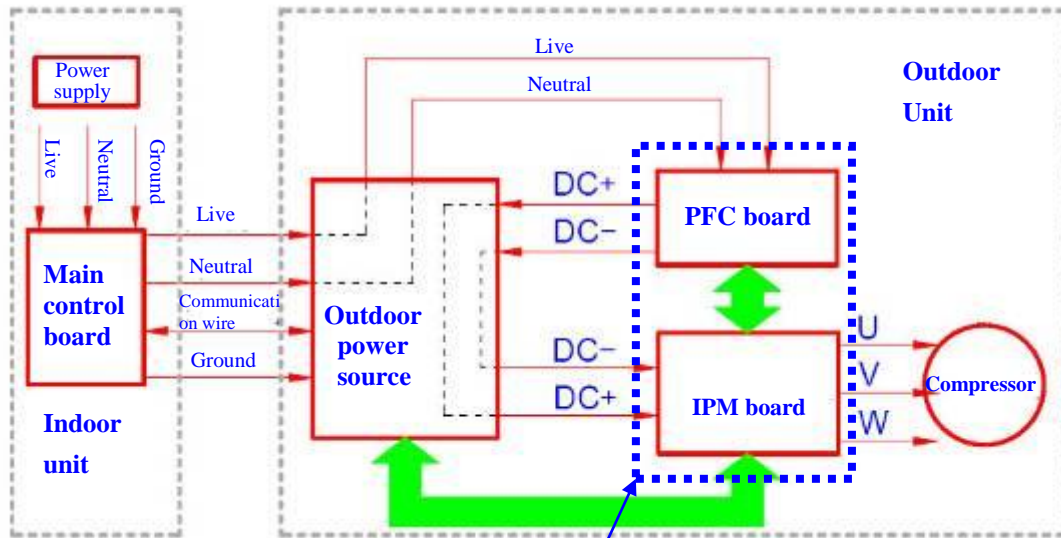 Power
supply
Live
Neutral
Ground
Main
control
board
Indoor
unit
Live
Neutral
Communicati
on wire
Ground
Outdoor
power
source
Live
Neutral
Outdoor
Unit
DC+
DC−
PFC board
DC−
DC+
IPM board
U
V
W
Compressor